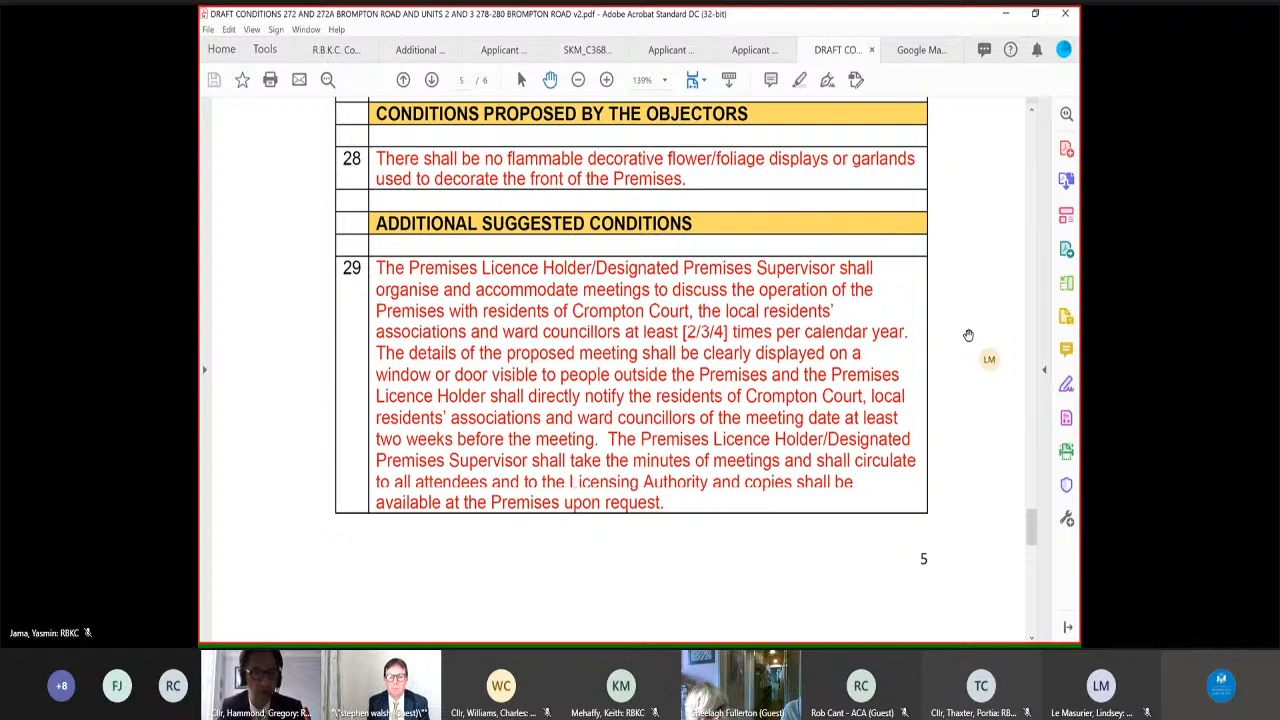 DRAFT CONDITIONS 272 AND 272A BROMPTON ROAD AND UNITS 2 AND 3 278-280 BROMPTON ROAD v2.pdf - Adobe Acrobat Standard DC (32-bit)
File Edit View Sign Window Help
Home Tools R.B.K.C. Co... Additional ... Applicant ... SKM_C368... Applicant ... Applicant ... DRAFT CO... × Google Ma...
5 / 6 139%
CONDITIONS PROPOSED BY THE OBJECTORS
28 There shall be no flammable decorative flower/foliage displays or garlands
used to decorate the front of the Premises.
ADDITIONAL SUGGESTED CONDITIONS
29 The Premises Licence Holder/Designated Premises Supervisor shall
organise and accommodate meetings to discuss the operation of the
Premises with residents of Crompton Court, the local residents'
associations and ward councillors at least [2/3/4] times per calendar year.
The details of the proposed meeting shall be clearly displayed on a
window or door visible to people outside the Premises and the Premises
Licence Holder shall directly notify the residents of Crompton Court, local
residents' associations and ward councillors of the meeting date at least
two weeks before the meeting. The Premises Licence Holder/Designated
Premises Supervisor shall take the minutes of meetings and shall circulate
to all attendees and to the Licensing Authority and copies shall be
available at the Premises upon request.
LM
5
Jama, Yasmin: RBKC
+8 FJ RC WC KM RC TC LM
Cllr, Hammond, Gregory: R... "\"stephen walsh (Guest)\"" Cllr, Williams, Charles: ... Mehaffy, Keith: RBKC Sheelagh Fullerton (Guest) Rob Cant - ACA (Guest) Cllr, Thaxter, Portia: RB... Le Masurier, Lindsey: ...